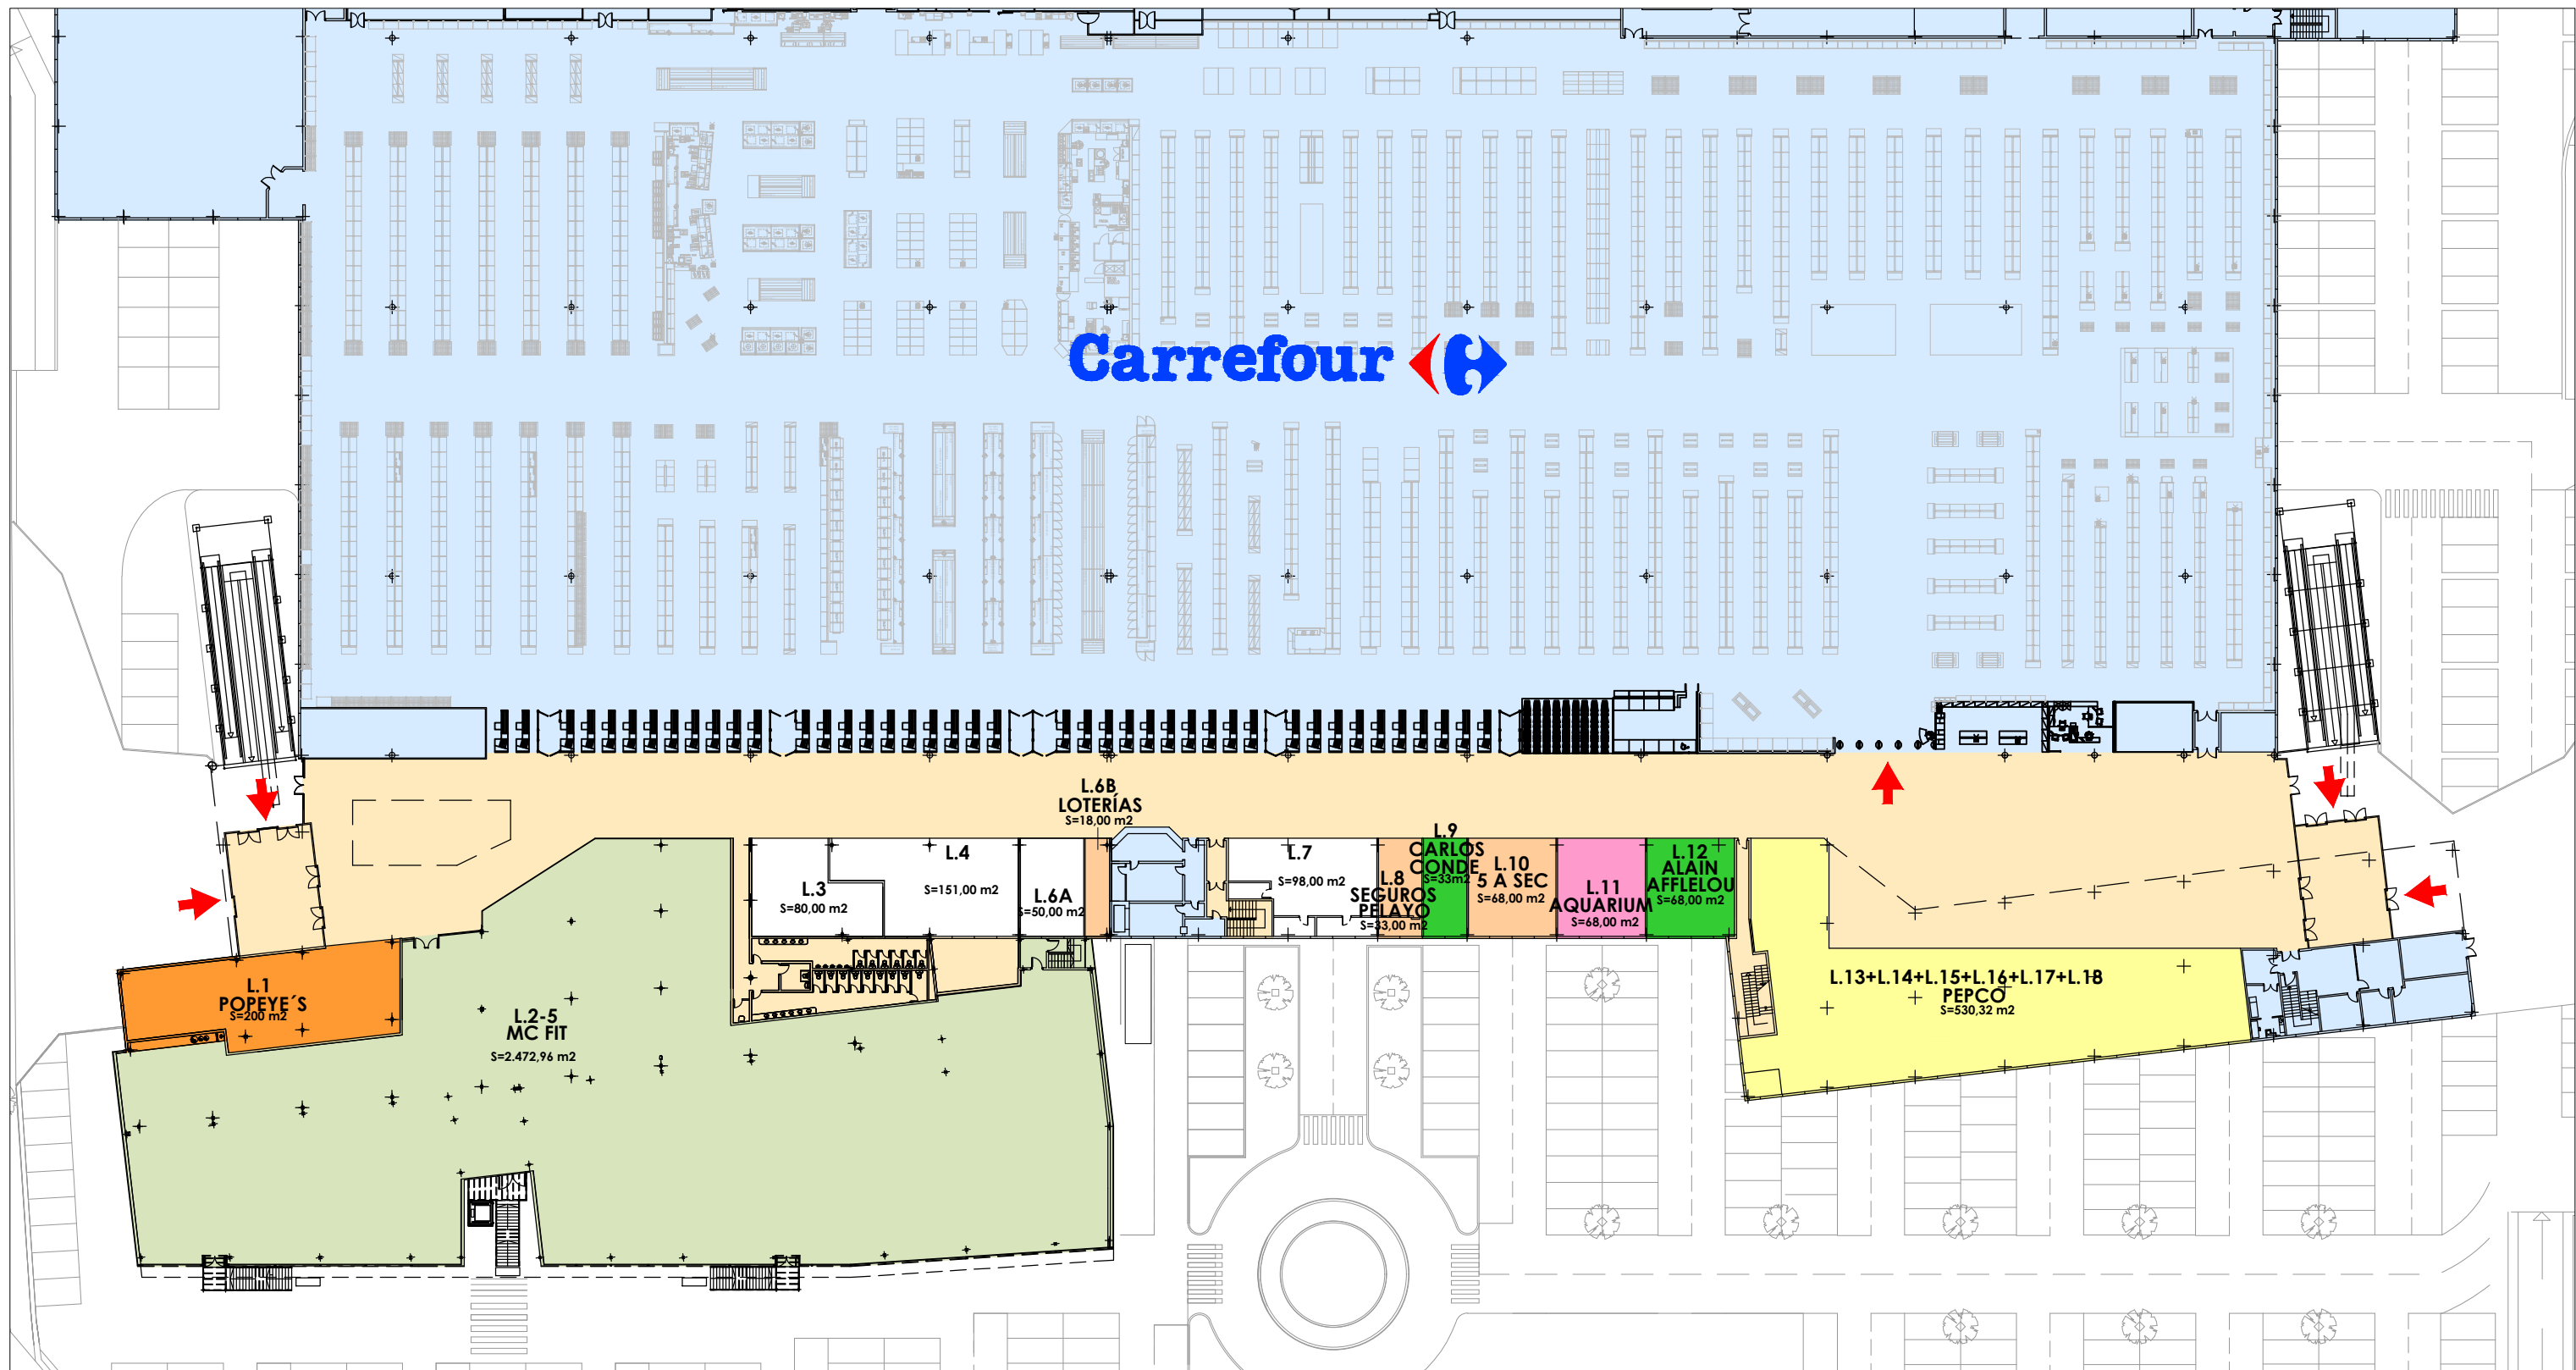 Carrefour
L.6B
LOTERÍAS
S=18,00 m2
L.3
S=80,00 m2
L.4
S=151,00 m2
L.6A
S=50,00 m2
L.7
S=98,00 m2
L.8
SEGUROS
PELAYO
S=33,00 m2
L.9
CARLOS
CONDE
S=33m2
L.10
5 A SEC
S=68,00 m2
L.11
AQUARIUM
S=68,00 m2
L.12
ALAIN
AFFLELOU
S=68,00 m2
L.1
POPEYE´S
S=200 m2
L.2-5
MC FIT
S=2.472,96 m2
L.13+L.14+L.15+L.16+L.17+L.18
PEPCO
S=530,32 m2